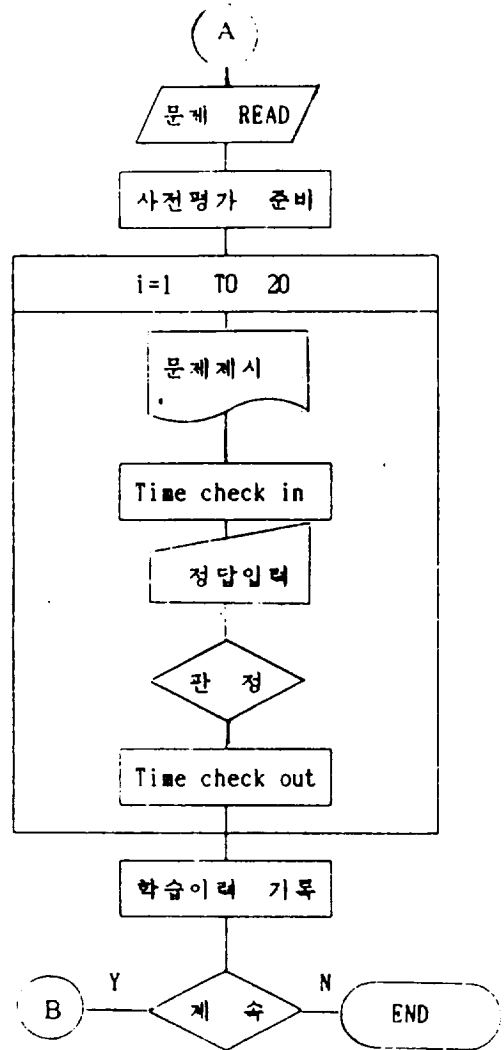 A
문제 READ
사전평가 준비
i=1 TO 20
문제제시
Time check in
정답입력
판 정
Time check out
학습이력 기록
Y
N
B
계 속
END